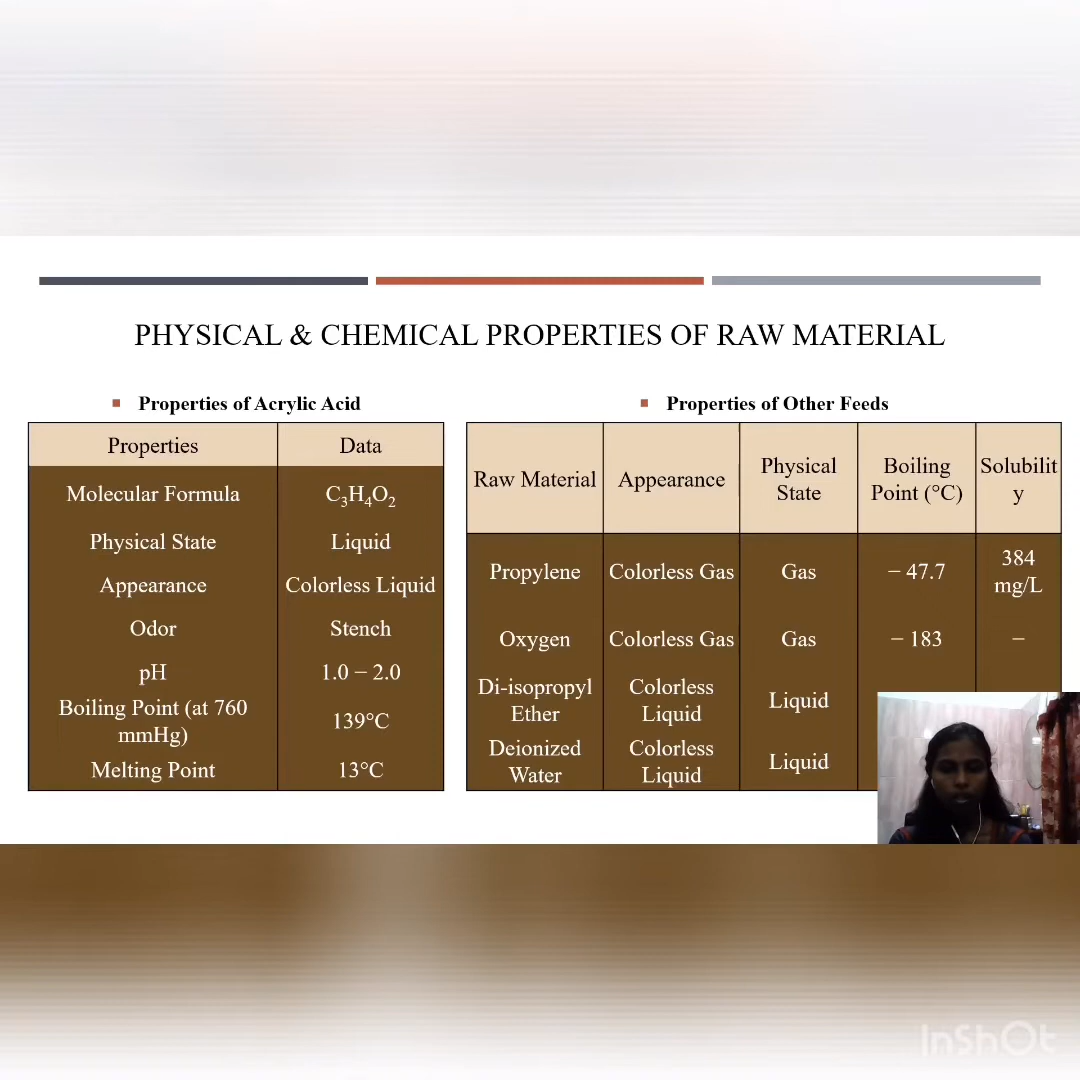 PHYSICAL & CHEMICAL PROPERTIES OF RAW MATERIAL
Properties of Acrylic Acid
Properties Data
Molecular Formula C₃H₄O₂
Physical State Liquid
Appearance Colorless Liquid
Odor Stench
pH 1.0 – 2.0
Boiling Point (at 760
mmHg) 139°C
Melting Point 13°C
Properties of Other Feeds
Raw Material Appearance Physical
State Boiling
Point (°C) Solubilit
y
Propylene Colorless Gas Gas – 47.7 384
mg/L
Oxygen Colorless Gas Gas – 183 –
Di-isopropyl
Ether Colorless
Liquid Liquid
Deionized
Water Colorless
Liquid Liquid
InShOt